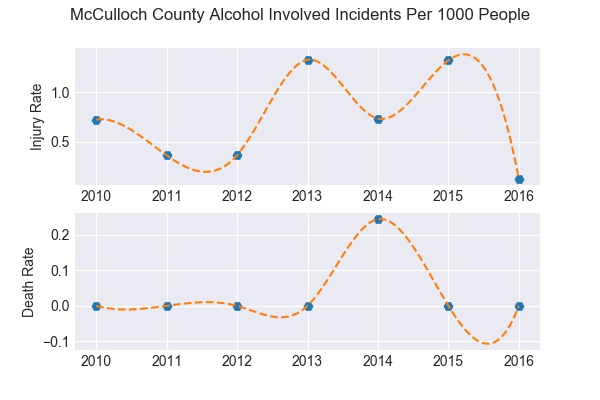 McCulloch County Alcohol Involved Incidents Per 1000 People
Injury Rate
1.0
0.5
2010 2011 2012 2013 2014 2015 2016
Death Rate
0.2
0.1
0.0
−0.1
2010 2011 2012 2013 2014 2015 2016